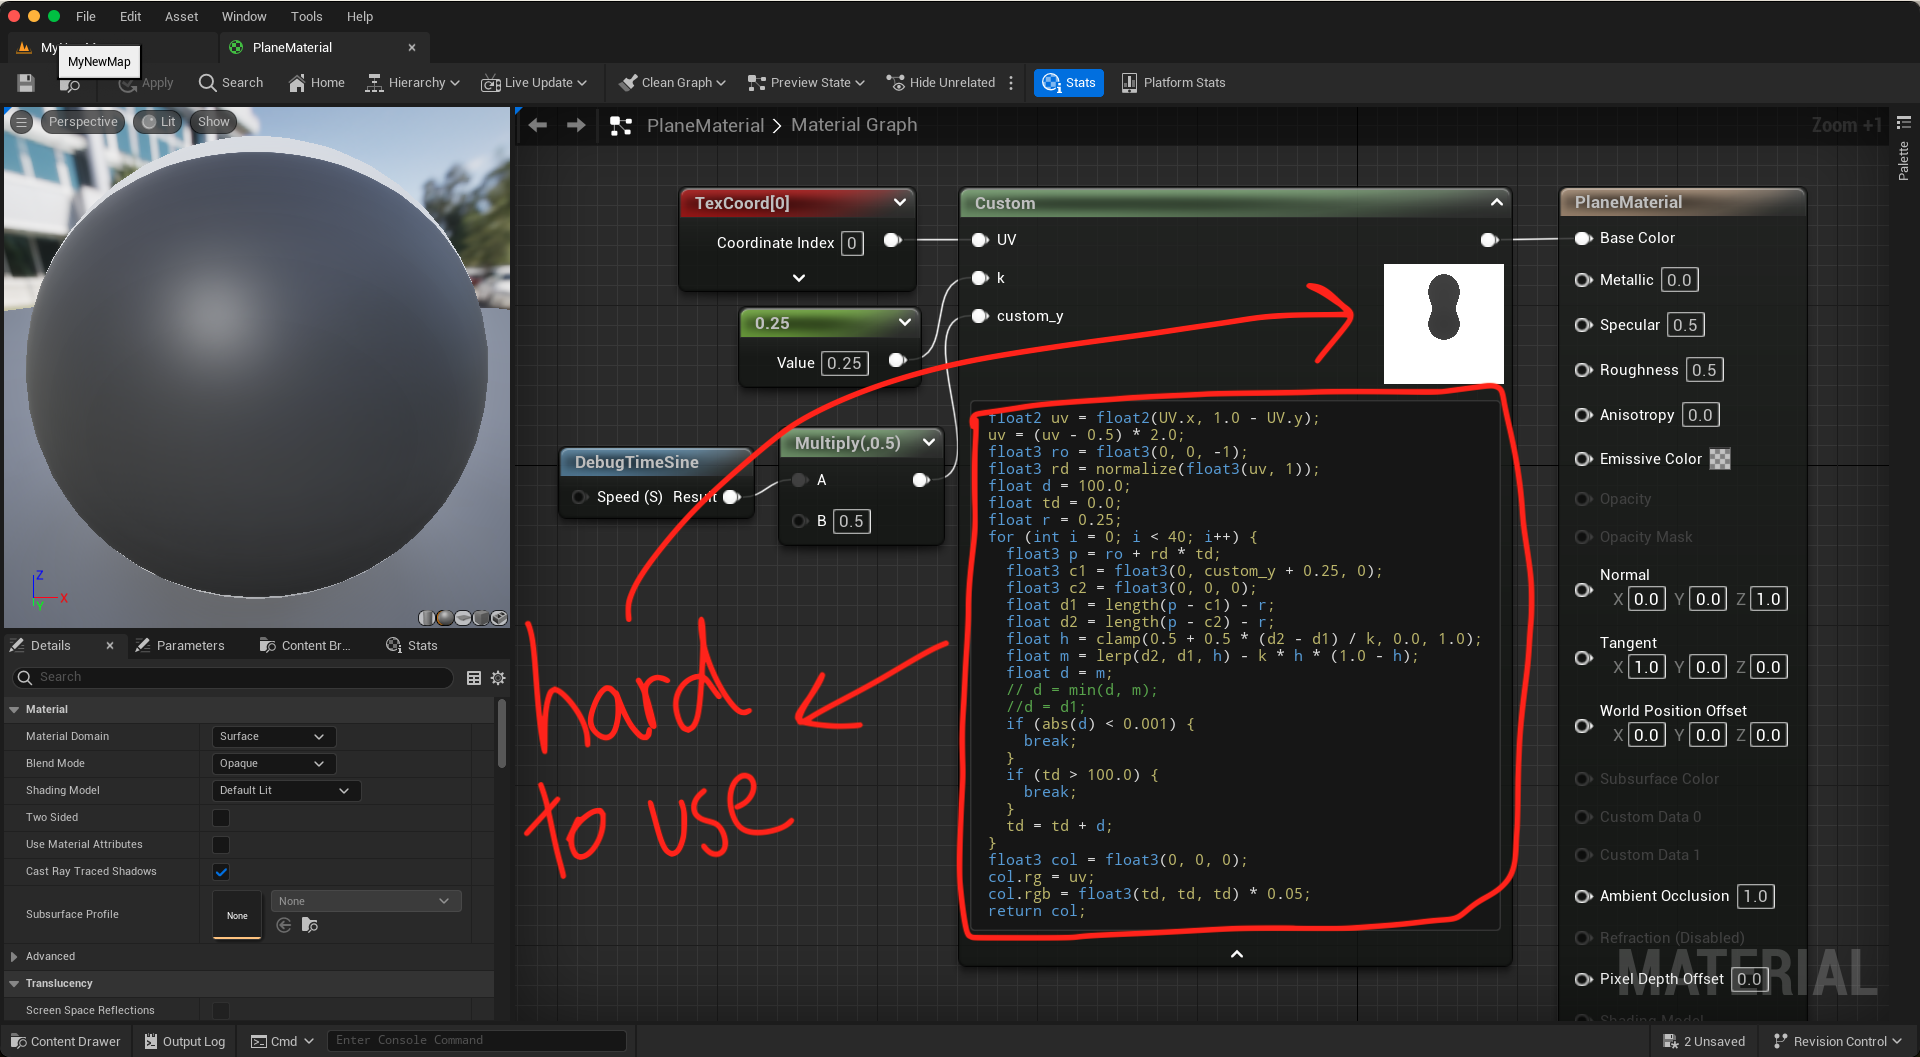 File Edit Asset Window Tools Help
PlaneMaterial
MyNewMap
Apply Search Home Hierarchy Live Update Clean Graph Preview State Hide Unrelated Stats Platform Stats
Perspective Lit Show
PlaneMaterial > Material Graph
Zoom +1
Palette
TexCoord[0]
Coordinate Index 0
0.25
Value 0.25
DebugTimeSine
Speed (S) Result
Multiply(,0.5)
A
B 0.5
Custom
UV
k
custom_y
float2 uv = float2(UV.x, 1.0 - UV.y);
uv = (uv - 0.5) * 2.0;
float3 ro = float3(0, 0, -1);
float3 rd = normalize(float3(uv, 1));
float d = 100.0;
float td = 0.0;
float r = 0.25;
for (int i = 0; i < 40; i++) {
float3 p = ro + rd * td;
float3 c1 = float3(0, custom_y + 0.25, 0);
float3 c2 = float3(0, 0, 0);
float d1 = length(p - c1) - r;
float d2 = length(p - c2) - r;
float h = clamp(0.5 + 0.5 * (d2 - d1) / k, 0.0, 1.0);
float m = lerp(d2, d1, h) - k * h * (1.0 - h);
float d = m;
// d = min(d, m);
//d = d1;
if (abs(d) < 0.001) {
break;
}
if (td > 100.0) {
break;
}
td = td + d;
}
float3 col = float3(0, 0, 0);
col.rg = uv;
col.rgb = float3(td, td, td) * 0.05;
return col;
hard
to use
PlaneMaterial
Base Color
Metallic 0.0
Specular 0.5
Roughness 0.5
Anisotropy 0.0
Emissive Color
Opacity
Opacity Mask
Normal
X 0.0 Y 0.0 Z 1.0
Tangent
X 1.0 Y 0.0 Z 0.0
World Position Offset
X 0.0 Y 0.0 Z 0.0
Subsurface Color
Custom Data 0
Custom Data 1
Ambient Occlusion 1.0
Refraction (Disabled)
Pixel Depth Offset 0.0
Shading Model
MATERIAL
Z
X
Y
Details Parameters Content Br... Stats
Search
Material
Material Domain Surface
Blend Mode Opaque
Shading Model Default Lit
Two Sided
Use Material Attributes
Cast Ray Traced Shadows
Subsurface Profile None None
Advanced
Translucency
Screen Space Reflections
Content Drawer Output Log Cmd Enter Console Command 2 Unsaved Revision Control